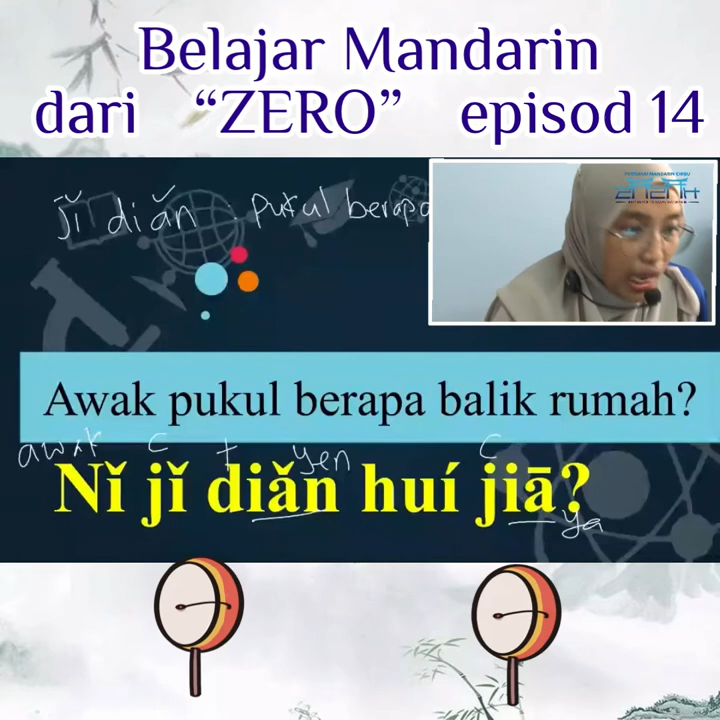 Belajar Mandarin
dari “ZERO” episod 14
jǐ diǎn : pukul berapa
ZHEN
Awak pukul berapa balik rumah?
awak c t yen c
Nǐ jǐ diǎn huí jiā?
ya